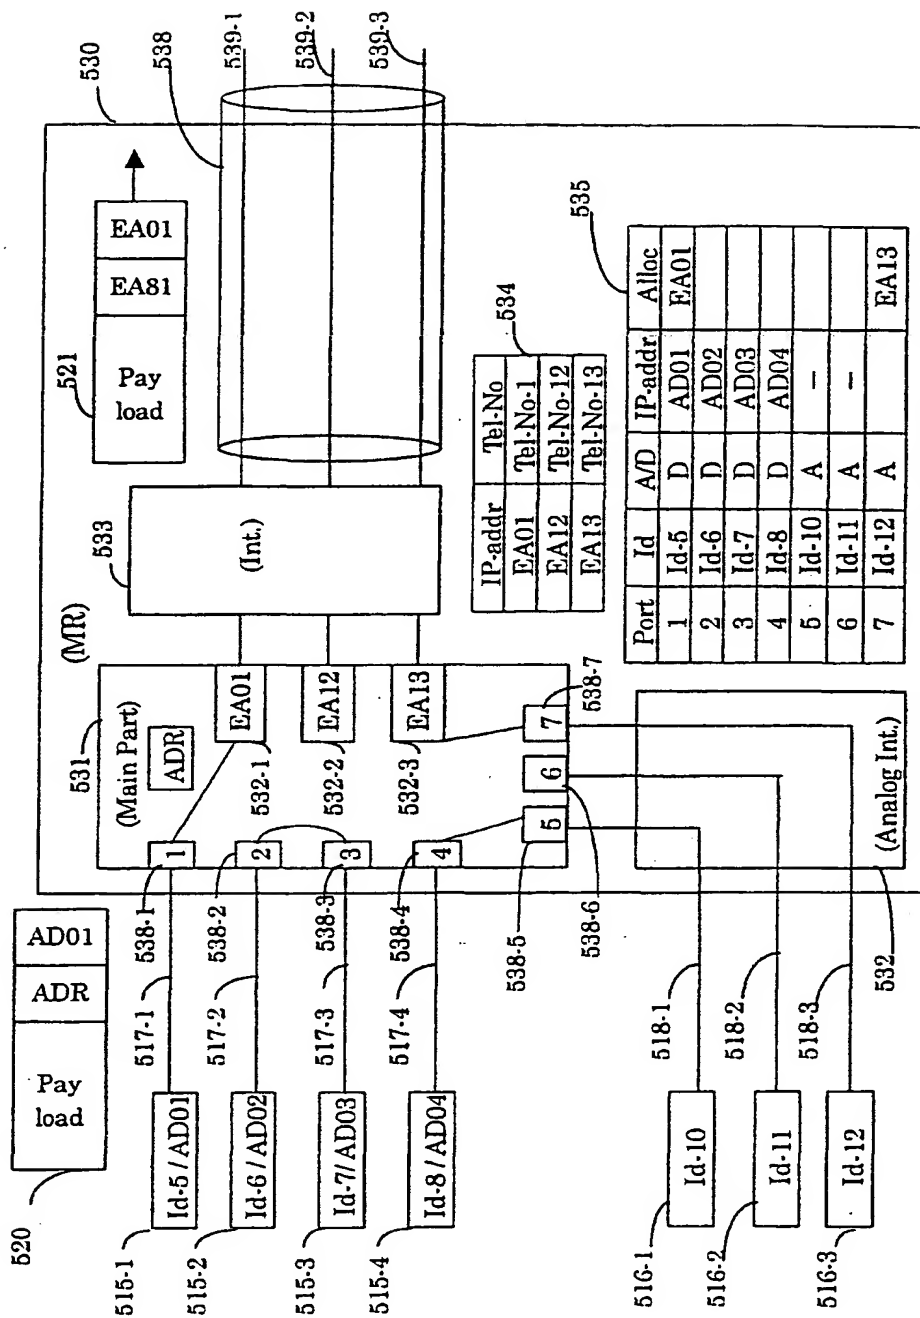 530
538
539-1
539-2
539-3
521
Pay load
EA81
EA01
(MR)
533
(Int.)
531
(Main Part)
ADR
EA01
EA12
EA13
532-1
532-2
532-3
1
2
3
4
5
6
7
538-1
538-2
538-3
538-4
538-5
538-6
538-7
534
IP-addr Tel-No
EA01 Tel-No-1
EA12 Tel-No-12
EA13 Tel-No-13
535
Port Id A/D IP-addr Alloc
1 Id-5 D AD01 EA01
2 Id-6 D AD02
3 Id-7 D AD03
4 Id-8 D AD04
5 Id-10 A –
6 Id-11 A –
7 Id-12 A EA13
(Analog Int.)
532
520
Pay load
ADR
AD01
517-1
517-2
517-3
517-4
515-1
Id-5/AD01
515-2
Id-6/AD02
515-3
Id-7/AD03
515-4
Id-8/AD04
518-1
518-2
518-3
516-1
Id-10
516-2
Id-11
516-3
Id-12